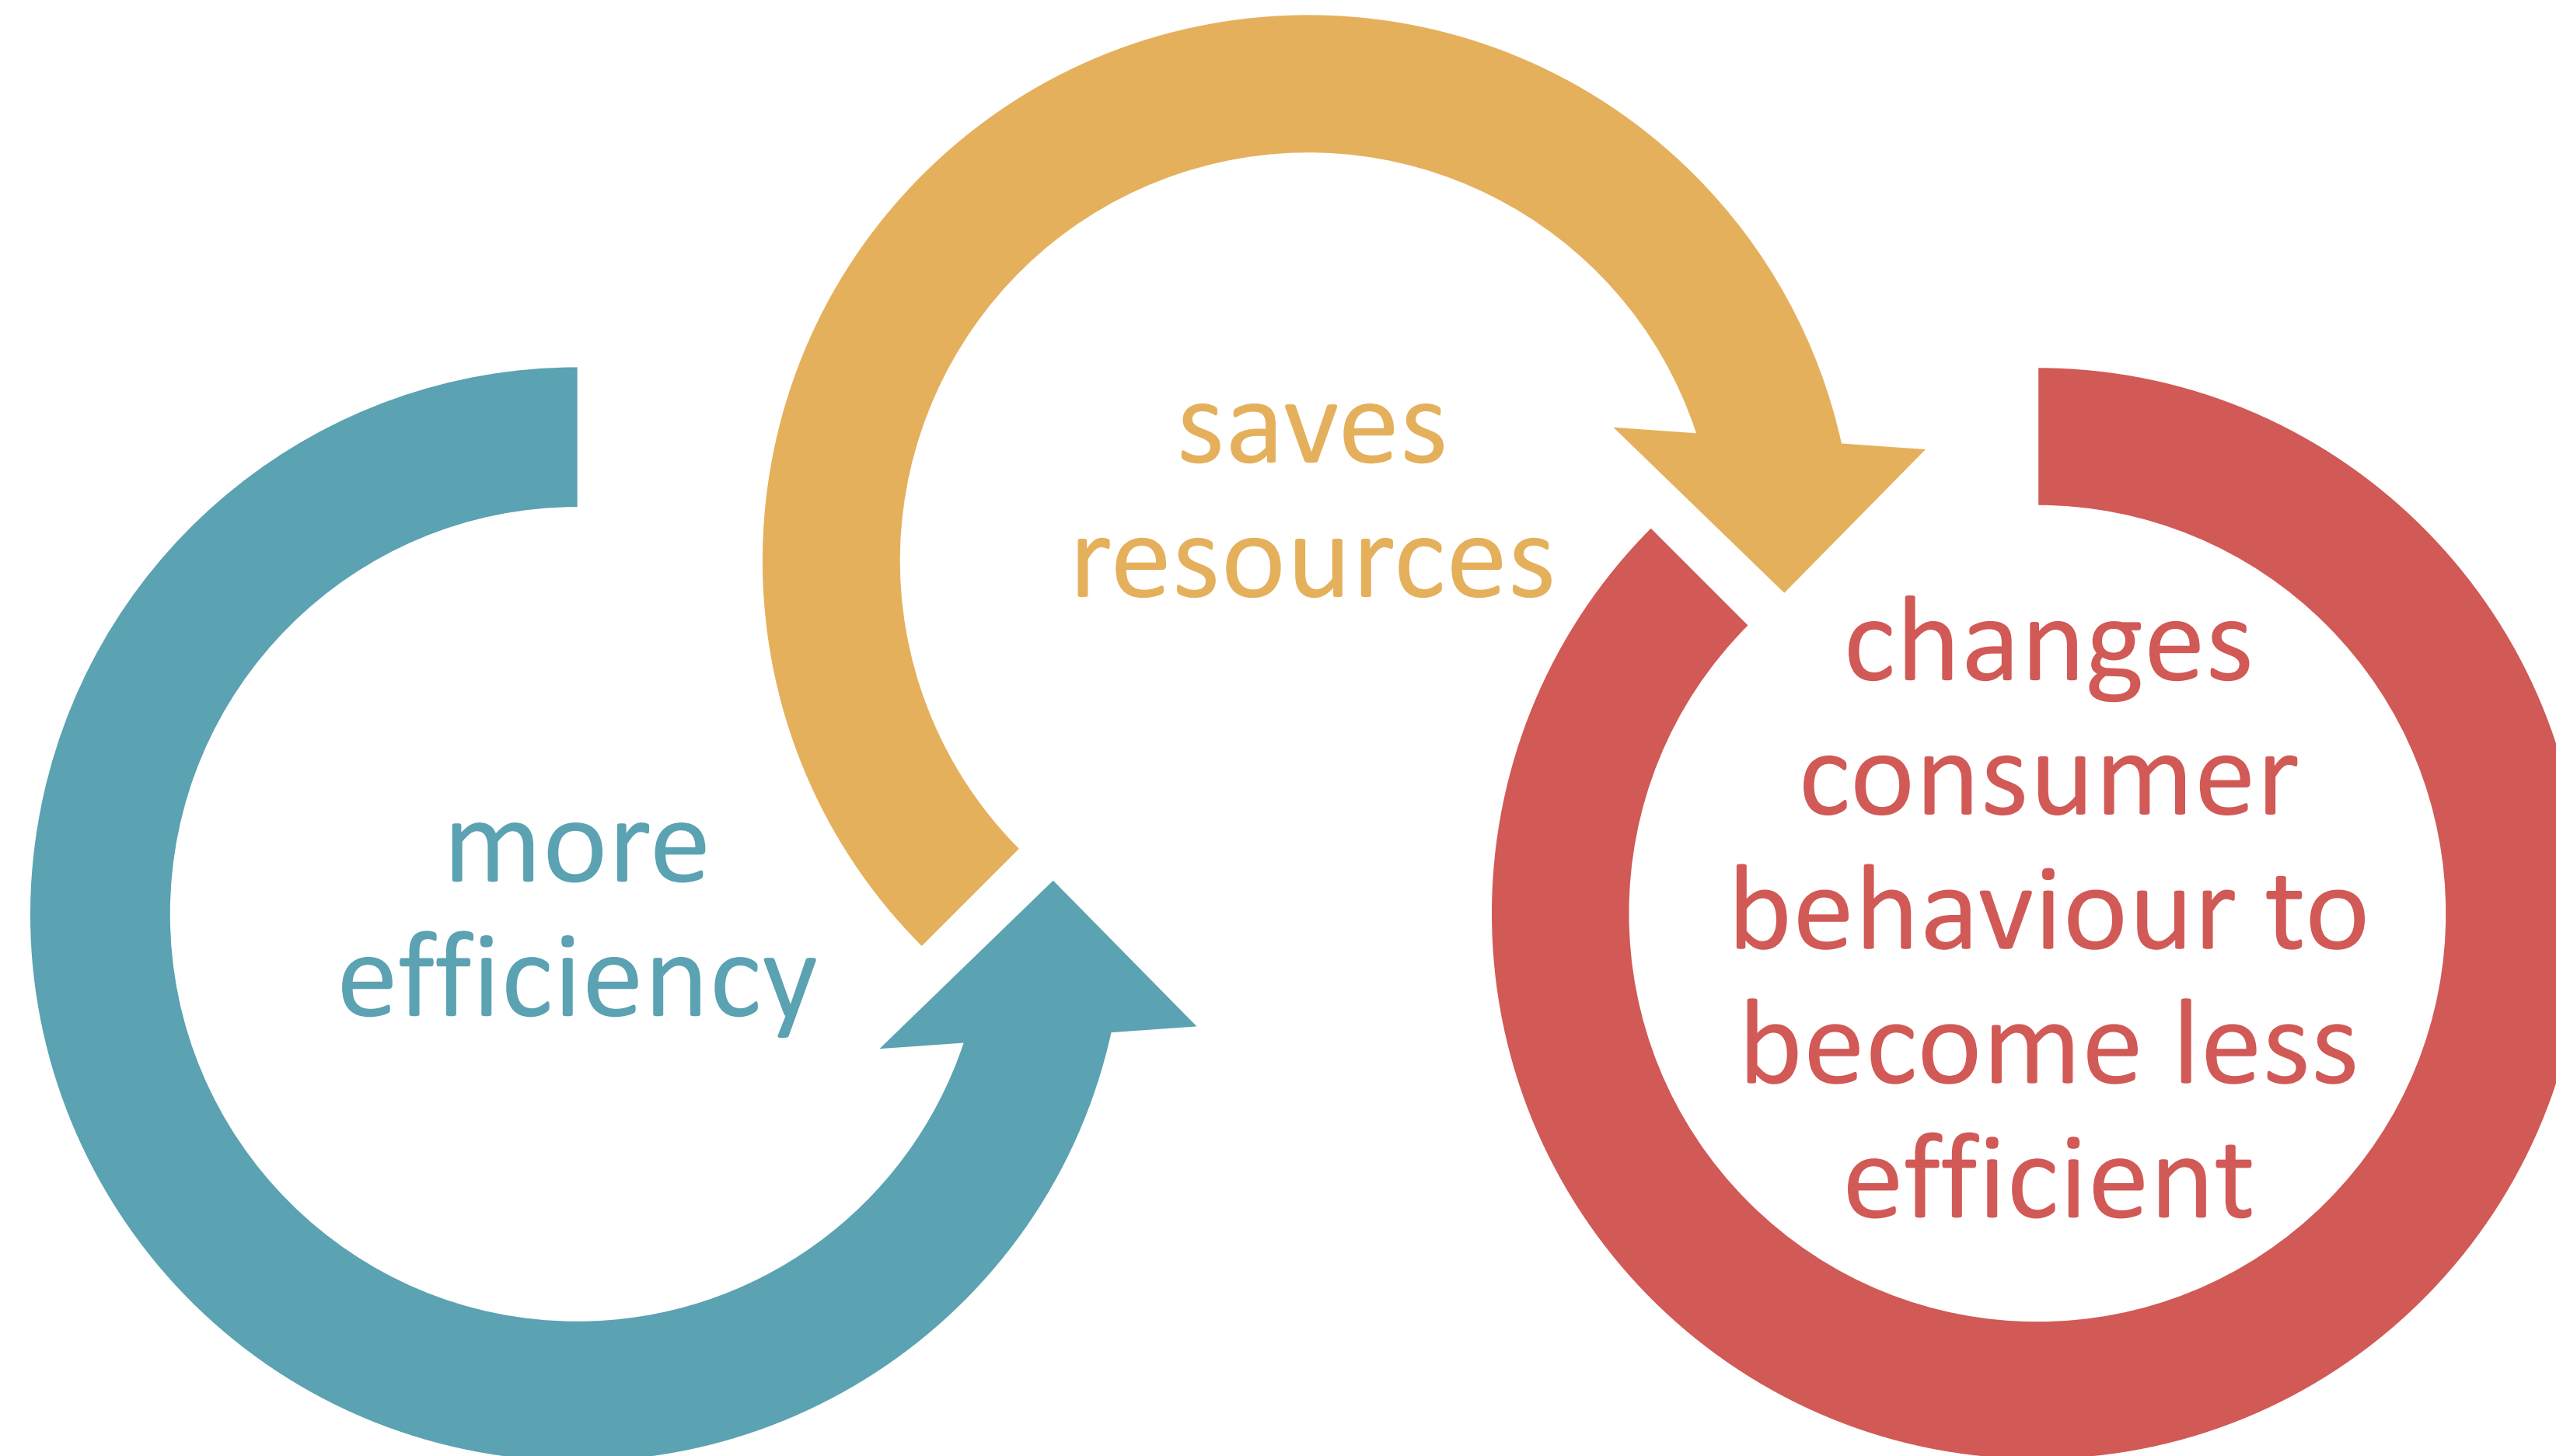 more
efficiency
saves
resources
changes
consumer
behaviour to
become less
efficient